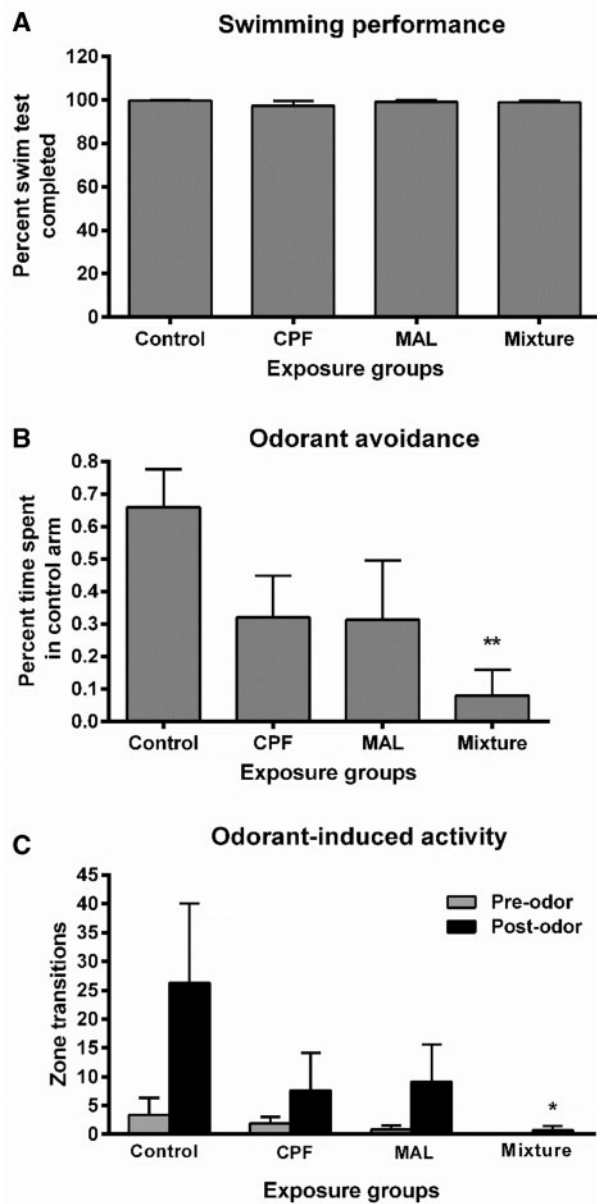 A
Swimming performance
Percent swim test
completed
120
100
80
60
40
20
0
Control CPF MAL Mixture
Exposure groups
B
Odorant avoidance
Percent time spent
in control arm
0.8
0.7
0.6
0.5
0.4
0.3
0.2
0.1
0.0
**
Control CPF MAL Mixture
Exposure groups
C
Odorant-induced activity
Zone transitions
45
40
35
30
25
20
15
10
5
0
Pre-odor
Post-odor
*
Control CPF MAL Mixture
Exposure groups